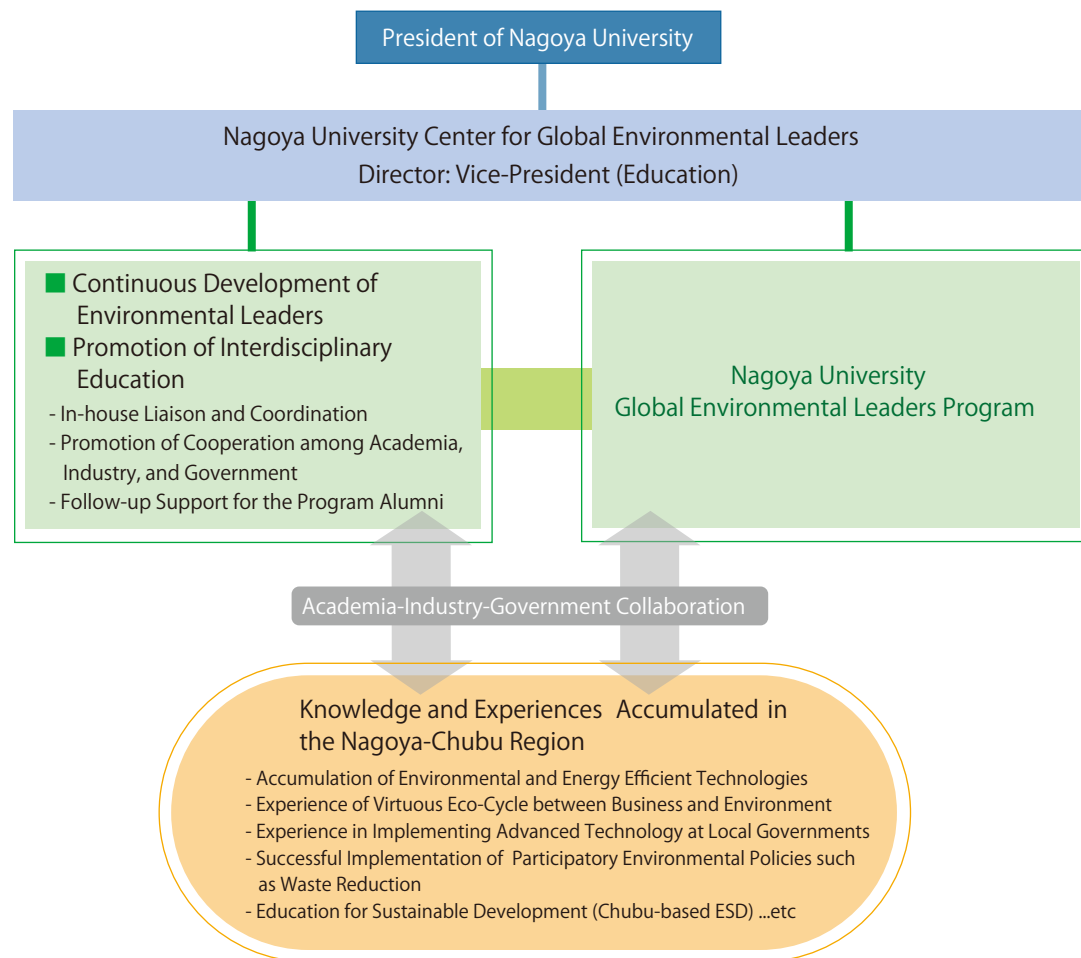 President of Nagoya University
Nagoya University Center for Global Environmental Leaders
Director: Vice-President (Education)
Continuous Development of
Environmental Leaders
Promotion of Interdisciplinary
Education
- In-house Liaison and Coordination
- Promotion of Cooperation among Academia,
Industry, and Government
- Follow-up Support for the Program Alumni
Nagoya University
Global Environmental Leaders Program
Academia-Industry-Government Collaboration
Knowledge and Experiences Accumulated in
the Nagoya-Chubu Region
- Accumulation of Environmental and Energy Efficient Technologies
- Experience of Virtuous Eco-Cycle between Business and Environment
- Experience in Implementing Advanced Technology at Local Governments
- Successful Implementation of Participatory Environmental Policies such
as Waste Reduction
- Education for Sustainable Development (Chubu-based ESD) ...etc